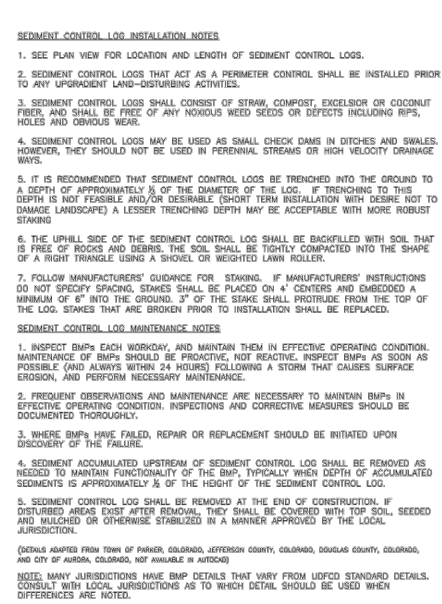 SEDIMENT CONTROL LOG INSTALLATION NOTES
1. SEE PLAN VIEW FOR LOCATION AND LENGTH OF SEDIMENT CONTROL LOGS.
2. SEDIMENT CONTROL LOGS THAT ACT AS A PERIMETER CONTROL SHALL BE INSTALLED PRIOR
TO ANY UPGRADIENT LAND-DISTURBING ACTIVITIES.
3. SEDIMENT CONTROL LOGS SHALL CONSIST OF STRAW, COMPOST, EXCELSIOR OR COCONUT
FIBER, AND SHALL BE FREE OF ANY NOXIOUS WEED SEEDS OR DEFECTS INCLUDING RIPS,
HOLES AND OBVIOUS WEAR.
4. SEDIMENT CONTROL LOGS MAY BE USED AS SMALL CHECK DAMS IN DITCHES AND SWALES.
HOWEVER, THEY SHOULD NOT BE USED IN PERENNIAL STREAMS OR HIGH VELOCITY DRAINAGE
WAYS.
5. IT IS RECOMMENDED THAT SEDIMENT CONTROL LOGS BE TRENCHED INTO THE GROUND TO
A DEPTH OF APPROXIMATELY OF THE DIAMETER OF THE LOG. IF TRENCHING TO THIS
DEPTH IS NOT FEASIBLE AND/OR DESIRABLE (SHORT TERM INSTALLATION WITH DESIRE NOT TO
DAMAGE LANDSCAPE) A LESSER TRENCHING DEPTH MAY BE ACCEPTABLE WITH MORE ROBUST
STAKING
6. THE UPHILL SIDE OF THE SEDIMENT CONTROL LOG SHALL BE BACKFILLED WITH SOIL THAT
IS FREE OF ROCKS AND DEBRIS. THE SOIL SHALL BE TIGHTLY COMPACTED INTO THE SHAPE
OF A RIGHT TRIANGLE USING A SHOVEL OR WEIGHTED LAWN ROLLER.
7. FOLLOW MANUFACTURERS' GUIDANCE FOR STAKING. IF MANUFACTURERS' INSTRUCTIONS
DO NOT SPECIFY SPACING, STAKES SHALL BE PLACED ON 4' CENTERS AND EMBEDDED A
MINIMUM OF 6" INTO THE GROUND. 3" OF THE STAKE SHALL PROTRUDE FROM THE TOP OF
THE LOG. STAKES THAT ARE BROKEN PRIOR TO INSTALLATION SHALL BE REPLACED.
SEDIMENT CONTROL LOG MAINTENANCE NOTES
1. INSPECT BMPs EACH WORKDAY, AND MAINTAIN THEM IN EFFECTIVE OPERATING CONDITION.
MAINTENANCE OF BMPs SHOULD BE PROACTIVE, NOT REACTIVE. INSPECT BMPs AS SOON AS
POSSIBLE (AND ALWAYS WITHIN 24 HOURS) FOLLOWING A STORM THAT CAUSES SURFACE
EROSION, AND PERFORM NECESSARY MAINTENANCE.
2. FREQUENT OBSERVATIONS AND MAINTENANCE ARE NECESSARY TO MAINTAIN BMPs IN
EFFECTIVE OPERATING CONDITION. INSPECTIONS AND CORRECTIVE MEASURES SHOULD BE
DOCUMENTED THOROUGHLY.
3. WHERE BMPs HAVE FAILED, REPAIR OR REPLACEMENT SHOULD BE INITIATED UPON
DISCOVERY OF THE FAILURE.
4. SEDIMENT ACCUMULATED UPSTREAM OF SEDIMENT CONTROL LOG SHALL BE REMOVED AS
NEEDED TO MAINTAIN FUNCTIONALITY OF THE BMP, TYPICALLY WHEN DEPTH OF ACCUMULATED
SEDIMENTS IS APPROXIMATELY OF THE HEIGHT OF THE SEDIMENT CONTROL LOG.
5. SEDIMENT CONTROL LOG SHALL BE REMOVED AT THE END OF CONSTRUCTION. IF
DISTURBED AREAS EXIST AFTER REMOVAL, THEY SHALL BE COVERED WITH TOP SOIL, SEEDED
AND MULCHED OR OTHERWISE STABILIZED IN A MANNER APPROVED BY THE LOCAL
JURISDICTION.
(DETAILS ADAPTED FROM TOWN OF PARKER, COLORADO, JEFFERSON COUNTY, COLORADO, DOUGLAS COUNTY, COLORADO,
AND CITY OF AURORA, COLORADO, NOT AVAILABLE IN AUTOCAD)
NOTE: MANY JURISDICTIONS HAVE BMP DETAILS THAT VARY FROM UDFCD STANDARD DETAILS.
CONSULT WITH LOCAL JURISDICTIONS AS TO WHICH DETAIL SHOULD BE USED WHEN
DIFFERENCES ARE NOTED.